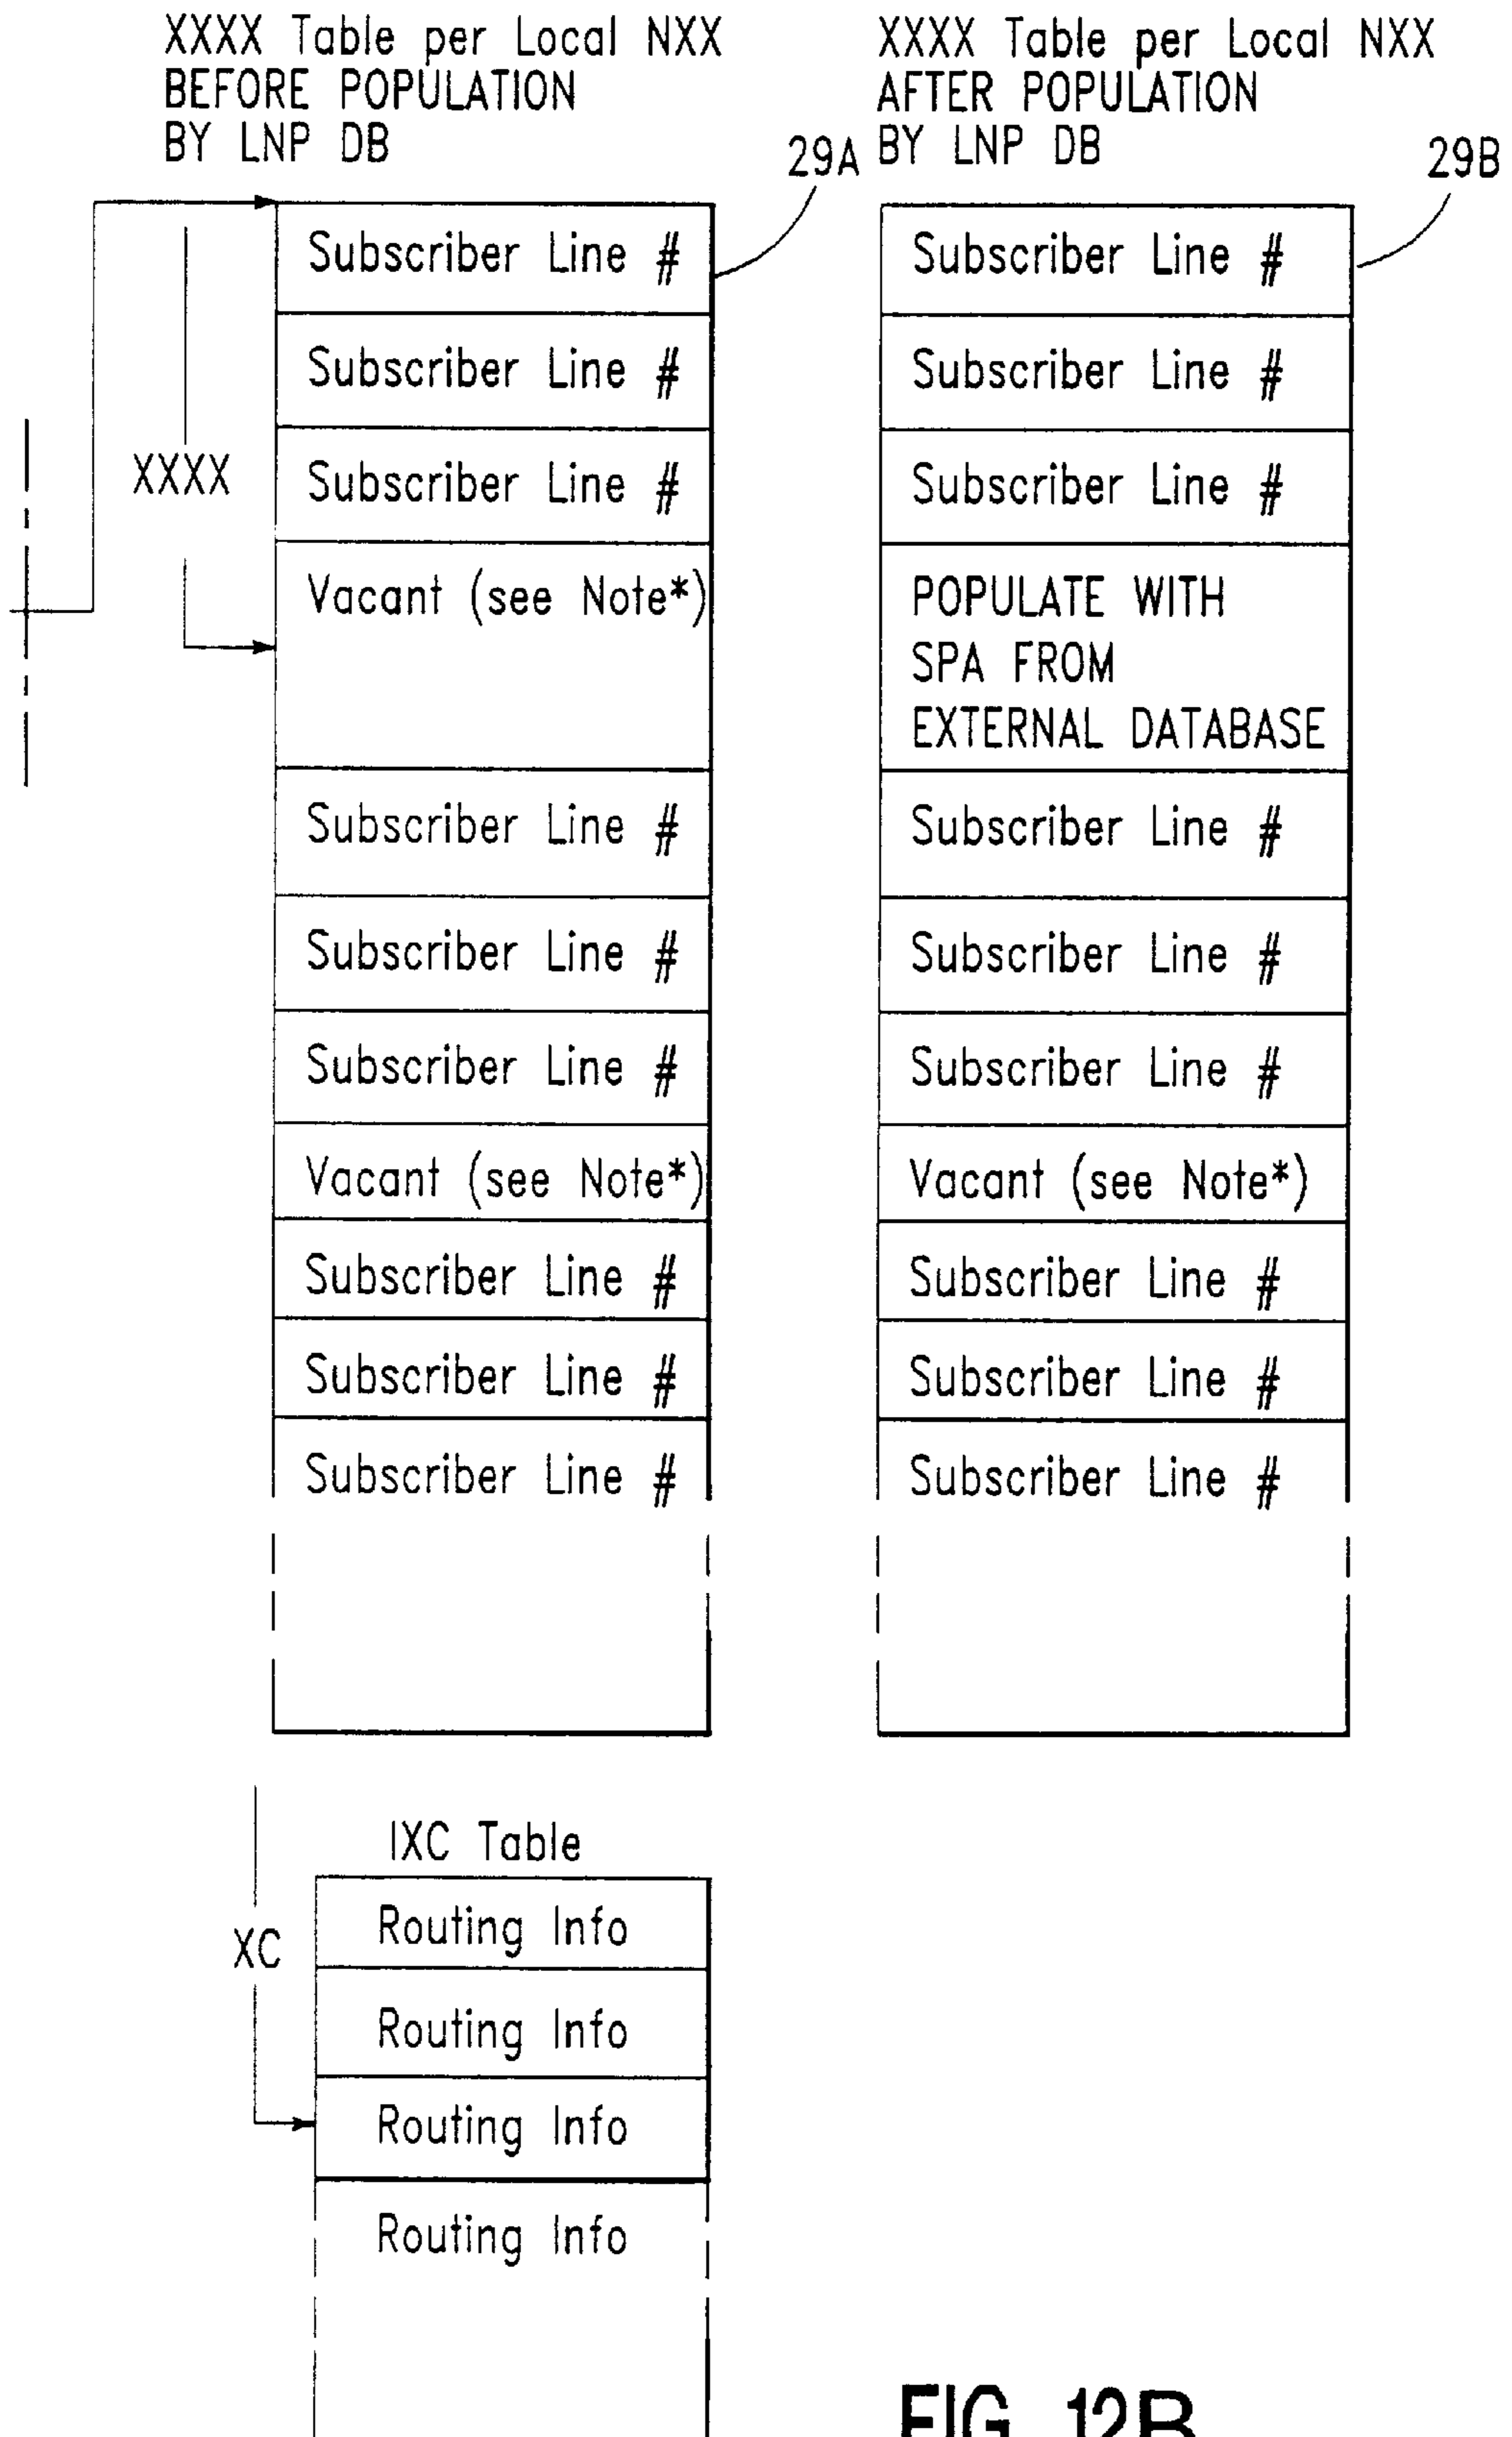 XXXX Table per Local NXX
BEFORE POPULATION
BY LNP DB
29A
Subscriber Line #
Subscriber Line #
Subscriber Line #
XXXX
Vacant (see Note*)
Subscriber Line #
Subscriber Line #
Subscriber Line #
Vacant (see Note*)
Subscriber Line #
Subscriber Line #
Subscriber Line #
XXXX Table per Local NXX
AFTER POPULATION
BY LNP DB
29B
Subscriber Line #
Subscriber Line #
Subscriber Line #
POPULATE WITH
SPA FROM
EXTERNAL DATABASE
Subscriber Line #
Subscriber Line #
Subscriber Line #
Vacant (see Note*)
Subscriber Line #
Subscriber Line #
Subscriber Line #
IXC Table
XC
Routing Info
Routing Info
Routing Info
Routing Info
FIG. 12B